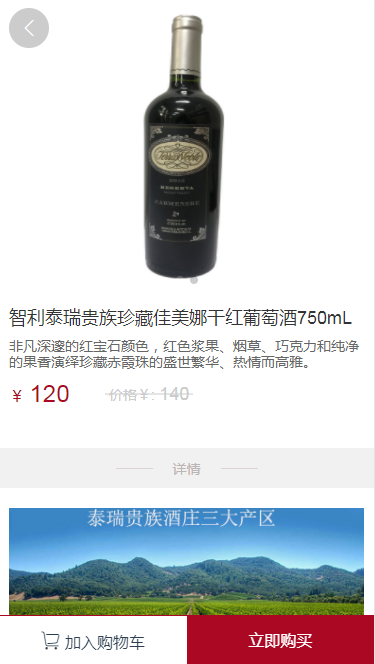 RESERVA
CARMENERE
智利泰瑞贵族珍藏佳美娜干红葡萄酒750mL
非凡深邃的红宝石颜色，红色浆果、烟草、巧克力和纯净
的果香演绎珍藏赤霞珠的盛世繁华、热情而高雅。
¥ 120 价格¥: 140
详情
泰瑞贵族酒庄三大产区
加入购物车 立即购买